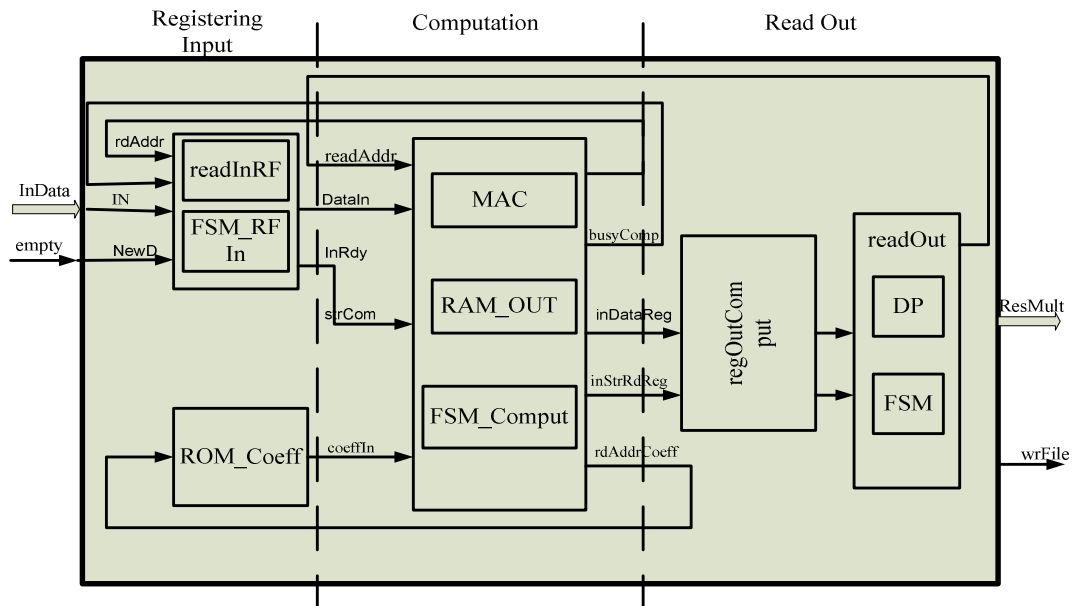 Registering
Input
Computation
Read Out
rdAddr
readInRF
readAddr
InData
IN
DataIn
MAC
FSM_RF
In
empty
NewD
InRdy
busyComp
readOut
RAM_OUT
DP
strCom
inDataReg
regOutCom
put
ResMult
FSM_Comput
inStrRdReg
FSM
ROM_Coeff
coeffIn
rdAddrCoeff
wrFile